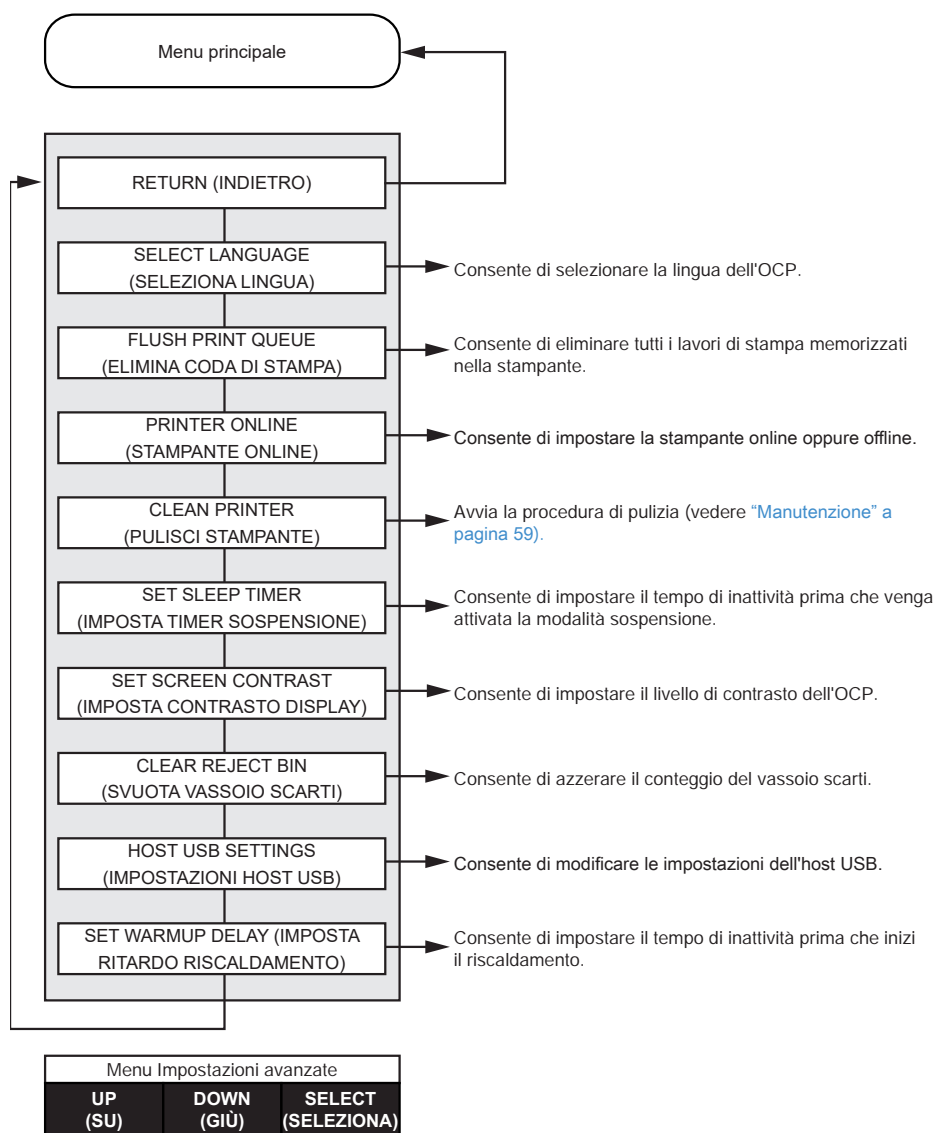 Menu principale
RETURN (INDIETRO)
SELECT LANGUAGE
(SELEZIONA LINGUA)
Consente di selezionare la lingua dell'OCP.
FLUSH PRINT QUEUE
(ELIMINA CODA DI STAMPA)
Consente di eliminare tutti i lavori di stampa memorizzati
nella stampante.
PRINTER ONLINE
(STAMPANTE ONLINE)
Consente di impostare la stampante online oppure offline.
CLEAN PRINTER
(PULISCI STAMPANTE)
Avvia la procedura di pulizia (vedere “Manutenzione” a
pagina 59).
SET SLEEP TIMER
(IMPOSTA TIMER SOSPENSIONE)
Consente di impostare il tempo di inattività prima che venga
attivata la modalità sospensione.
SET SCREEN CONTRAST
(IMPOSTA CONTRASTO DISPLAY)
Consente di impostare il livello di contrasto dell'OCP.
CLEAR REJECT BIN
(SVUOTA VASSOIO SCARTI)
Consente di azzerare il conteggio del vassoio scarti.
HOST USB SETTINGS
(IMPOSTAZIONI HOST USB)
Consente di modificare le impostazioni dell'host USB.
SET WARMUP DELAY (IMPOSTA
RITARDO RISCALDAMENTO)
Consente di impostare il tempo di inattività prima che inizi
il riscaldamento.
Menu Impostazioni avanzate
UP
(SU)
DOWN
(GIÙ)
SELECT
(SELEZIONA)